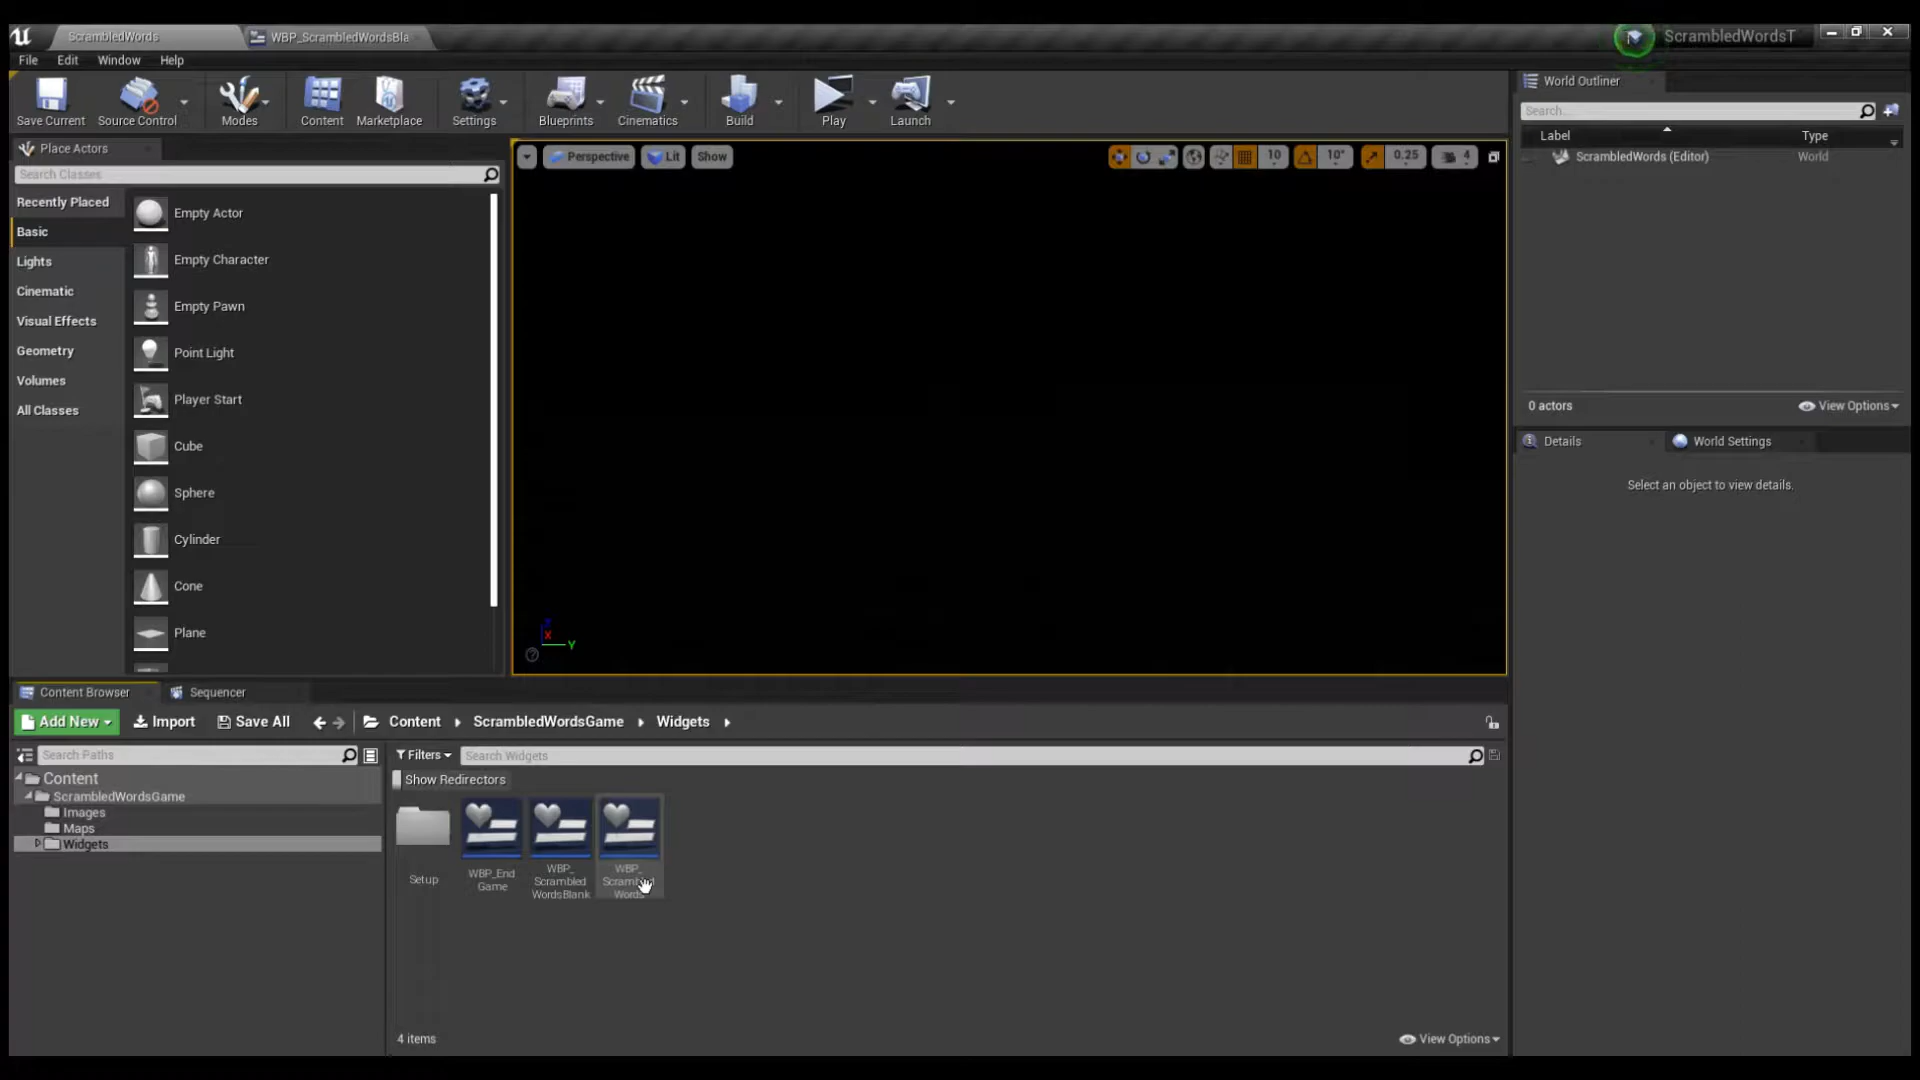 ScrambledWords
WBP_ScrambledWordsBla
ScrambledWordsT
File Edit Window Help
Save Current
Source Control
Modes
Content
Marketplace
Settings
Blueprints
Cinematics
Build
Play
Launch
Place Actors
Search Classes
Recently Placed
Basic
Lights
Cinematic
Visual Effects
Geometry
Volumes
All Classes
Empty Actor
Empty Character
Empty Pawn
Point Light
Player Start
Cube
Sphere
Cylinder
Cone
Plane
Perspective
Lit
Show
10
10°
0.25
4
Z
X
Y
World Outliner
Search...
Label Type
ScrambledWords (Editor) World
0 actors
View Options
Details
World Settings
Select an object to view details.
Content Browser
Sequencer
Add New
Import
Save All
Content
ScrambledWordsGame
Widgets
Search Paths
Content
ScrambledWordsGame
Images
Maps
Widgets
Filters
Search Widgets
Show Redirectors
Setup
WBP_End
Game
WBP_
Scrambled
WordsBlank
WBP_
Words
4 items
View Options